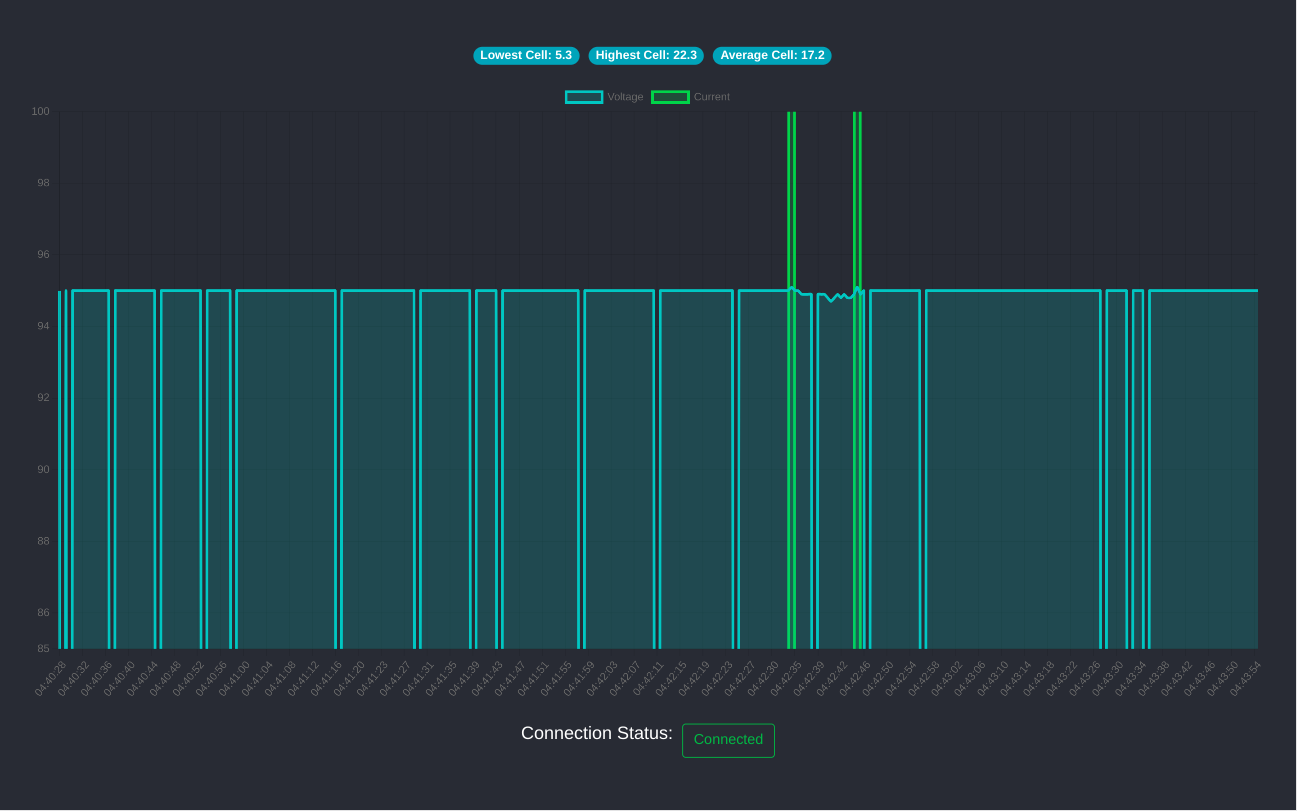 Lowest Cell: 5.3 Highest Cell: 22.3 Average Cell: 17.2
Voltage Current
100
98
96
94
92
90
88
86
85
04:40:28 04:40:32 04:40:36 04:40:40 04:40:44 04:40:48 04:40:52 04:40:56 04:41:00 04:41:04 04:41:08 04:41:12 04:41:16 04:41:20 04:41:23 04:41:27 04:41:31 04:41:35 04:41:39 04:41:43 04:41:47 04:41:51 04:41:55 04:41:59 04:42:03 04:42:07 04:42:11 04:42:15 04:42:19 04:42:23 04:42:27 04:42:30 04:42:35 04:42:39 04:42:42 04:42:46 04:42:50 04:42:54 04:42:58 04:43:02 04:43:06 04:43:10 04:43:14 04:43:18 04:43:22 04:43:26 04:43:30 04:43:34 04:43:38 04:43:42 04:43:46 04:43:50 04:43:54
Connection Status: Connected